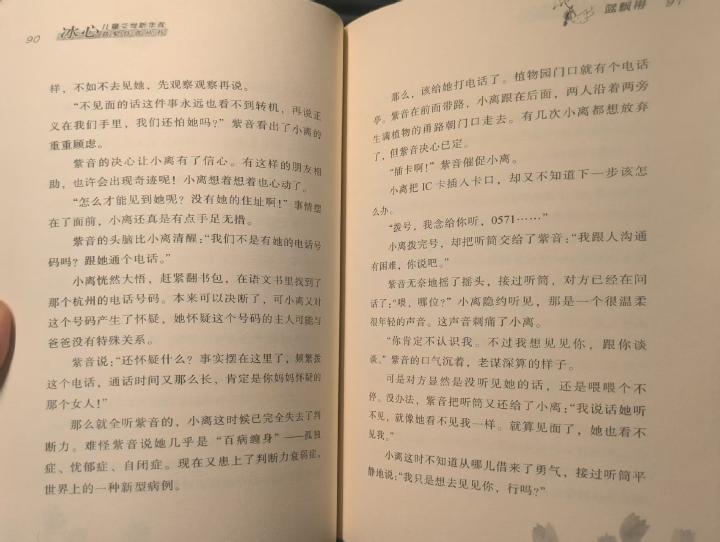 90
冰心
儿童文学新作奖
样，不如不去见她，先观察观察再说。
“不见面的话这件事永远也看不到转机，再说正
义在我们手里，我们还怕她吗？”紫音看出了小离的
重重顾虑。
紫音的决心让小离有了信心。有这样的朋友相
助，也许会出现奇迹呢！小离想着想着也心动了。
“怎么才能见到她呢？没有她的住址啊！”事情摆
在了面前，小离还真是有点手足无措。
紫音的头脑比小离清醒：“我们不是有她的电话号
码吗？跟她通个电话。”
小离恍然大悟，赶紧翻书包，在语文书里找到了
那个杭州的电话号码。本来可以决断了，可小离又对
这个号码产生了怀疑，她怀疑这个号码的主人可能与
爸爸没有特殊关系。
紫音说：“还怀疑什么？事实摆在这里了，频繁拨
这个电话，通话时间又那么长，肯定是你妈妈怀疑的
那个女人！”
那么就全听紫音的，小离这时候已完全失去了判
断力。难怪紫音说她几乎是“百病缠身”——孤独
症、忧郁症、自闭症。现在又患上了判断力衰弱症，
世界上的一种新型病例。
蓝飘带
那么，该给她打电话了。植物园门口就有个电话
亭。紫音在前面带路，小离跟在后面，两人沿着两旁
生满植物的甬路朝门口走去。有几次小离都想放弃
了，但紫音决心已定。
“插卡啊！”紫音催促小离。
小离把 IC 卡插入卡口，却又不知道下一步该怎
么办。
“拨号，我念给你听，0571……”
小离拨完号，却把听筒交给了紫音：“我跟人沟通
有困难，你说吧。”
紫音无奈地摇了摇头，接过听筒，对方已经在问
话了：“喂，哪位？”小离隐约听见，那是一个很温柔
很年轻的声音。这声音刺痛了小离。
“你肯定不认识我。不过我想见见你，跟你谈
谈。”紫音的口气沉着，老谋深算的样子。
可是对方显然是没听见她的话，还是喂喂个不
停。没办法，紫音把听筒又还给了小离：“我说话她听
不见，就像她看不见我一样。就算见面了，她也看不
见我。”
小离这时不知道从哪儿借来了勇气，接过听筒平
静地说：“我只是想去见见你，行吗？”